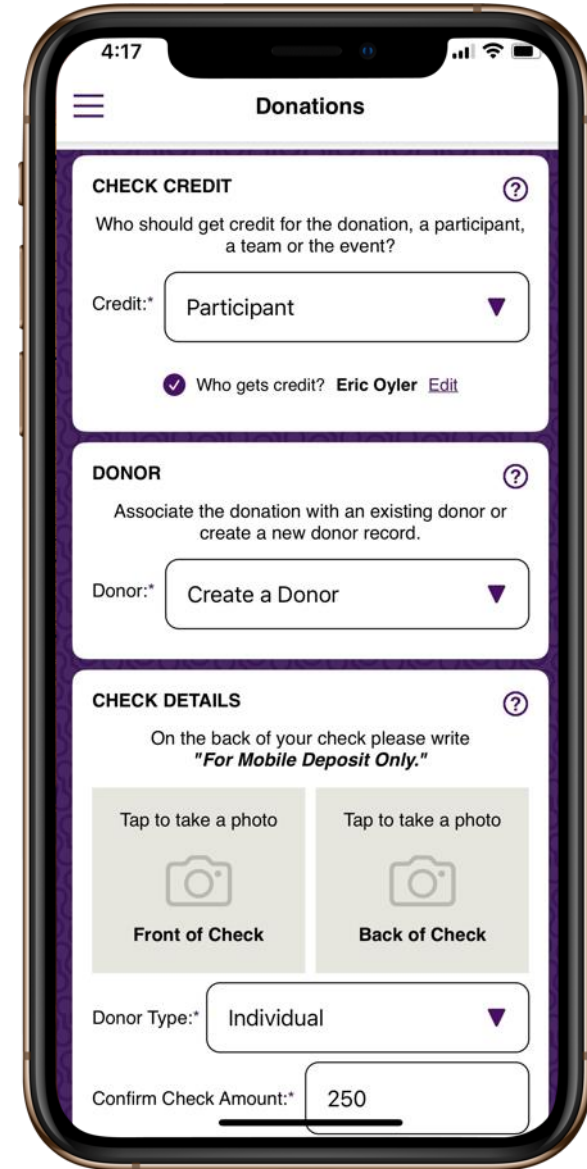 4:17
Donations
CHECK CREDIT
?
Who should get credit for the donation, a participant,
a team or the event?
Credit:*
Participant
Who gets credit? Eric Oyler Edit
DONOR
?
Associate the donation with an existing donor or
create a new donor record.
Donor:*
Create a Donor
CHECK DETAILS
?
On the back of your check please write
"For Mobile Deposit Only."
Tap to take a photo
Front of Check
Tap to take a photo
Back of Check
Donor Type:*
Individual
Confirm Check Amount:*
250